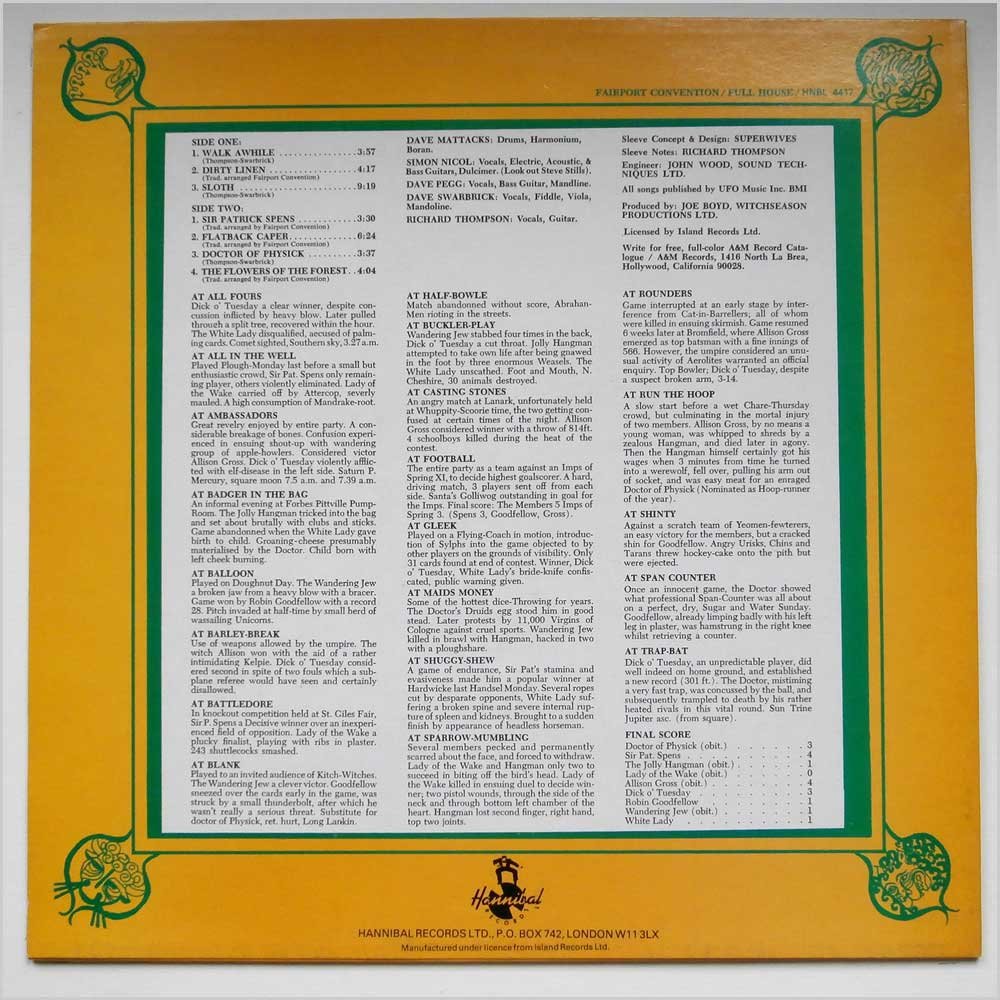 FAIRPORT CONVENTION / FULL HOUSE / HNBL 4417
SIDE ONE:
1. WALK AWHILE . . . . . . . . . . . . . . . 3:57
(Thompson-Swarbrick)
2. DIRTY LINEN . . . . . . . . . . . . . . . . 4:17
(Trad. arranged Fairport Convention)
3. SLOTH . . . . . . . . . . . . . . . . . . . . . . 9:19
(Thompson-Swarbrick)
SIDE TWO:
1. SIR PATRICK SPENS . . . . . . . . . . . 3:30
(Trad. arranged by Fairport Convention)
2. FLATBACK CAPER . . . . . . . . . . . . . 6:24
(Trad. arranged by Fairport Convention)
3. DOCTOR OF PHYSICK . . . . . . . . . . 3:37
(Thompson-Swarbrick)
4. THE FLOWERS OF THE FOREST . . 4:04
(Trad. arranged by Fairport Convention)
DAVE MATTACKS: Drums, Harmonium,
Boran.
SIMON NICOL: Vocals, Electric, Acoustic, &
Bass Guitars, Dulcimer. (Look out Steve Stills).
DAVE PEGG: Vocals, Bass Guitar, Mandline.
DAVE SWARBRICK: Vocals, Fiddle, Viola,
Mandoline.
RICHARD THOMPSON: Vocals, Guitar.
Sleeve Concept & Design: SUPERWIVES
Sleeve Notes: RICHARD THOMPSON
Engineer: JOHN WOOD, SOUND TECH-
NIQUES LTD.
All songs published by UFO Music Inc. BMI
Produced by: JOE BOYD, WITCHSEASON
PRODUCTIONS LTD.
Licensed by Island Records Ltd.
Write for free, full-color A&M Record Cata-
logue / A&M Records, 1416 North La Brea,
Hollywood, California 90028.
AT ALL FOURS
Dick o' Tuesday a clear winner, despite con-
cussion inflicted by heavy blow. Later pulled
through a split tree, recovered within the hour.
The White Lady disqualified, accused of palm-
ing cards. Comet sighted, Southern sky, 3.27 a.m.
AT ALL IN THE WELL
Played Plough-Monday last before a small but
enthusiastic crowd, Sir Pat. Spens only remain-
ing player, others violently eliminated. Lady of
the Wake carried off by Attercop, severly
mauled. A high consumption of Mandrake-root.
AT AMBASSADORS
Great revelry enjoyed by entire party. A con-
siderable breakage of bones. Confusion experi-
enced in ensuing shout-up with wandering
group of apple-howlers. Considered victor
Allison Gross. Dick o' Tuesday violently afflic-
ted with elf-disease in the left side. Saturn P.
Mercury, square moon 7.5 a.m. and 7.39 a.m.
AT BADGER IN THE BAG
An informal evening at Forbes Pittville Pump-
Room. The Jolly Hangman tricked into the bag
and set about brutally with clubs and sticks.
Game abandonned when the White Lady gave
birth to child. Groaning-cheese presumably
materialised by the Doctor. Child born with
left cheek burning.
AT BALLOON
Played on Doughnut Day. The Wandering Jew
a broken jaw from a heavy blow with a bracer.
Game won by Robin Goodfellow with a record
28. Pitch invaded at half-time by small herd of
wassailing Unicorns.
AT BARLEY-BREAK
Use of weapons allowed by the umpire. The
witch Allison won with the aid of a rather
intimidating Kelpie. Dick o' Tuesday consid-
ered second in spite of two fouls which a sub-
plane referee would have seen and certainly
disallowed.
AT BATTLEDORE
In knockout competition held at St. Giles Fair,
Sir P. Spens a Decisive winner over an inexperi-
enced field of opposition. Lady of the Wake a
plucky finalist, playing with ribs in plaster.
243 shuttlecocks smashed.
AT BLANK
Played to an invited audience of Kitch-Witches.
The Wandering Jew a clever victor. Goodfellow
sneezed over the cards early in the game, was
struck by a small thunderbolt, after which he
wasn't really a serious threat. Substitute for
doctor of Physick, ret. hurt, Long Lankin.
AT HALF-BOWLE
Match abandonned without score, Abrahan-
Men rioting in the streets.
AT BUCKLER-PLAY
Wandering Jew stabbed four times in the back,
Dick o' Tuesday a cut throat. Jolly Hangman
attempted to take own life after being gnawed
in the foot by three enormous Weasels. The
White Lady unscathed. Foot and Mouth, N.
Cheshire, 30 animals destroyed.
AT CASTING STONES
An angry match at Lanark, unfortunately held
at Whuppity-Scoorie time, the two getting con-
fused at certain times of the night. Allison
Gross considered winner with a throw of 814ft.
4 schoolboys killed during the heat of the
contest.
AT FOOTBALL
The entire party as a team against an Imps of
Spring XI, to decide highest goalscorer. A hard,
driving match, 3 players sent off from each
side. Santa's Golliwog outstanding in goal for
the Imps. Final score: The Members 5 Imps of
Spring 3. (Spens 3, Goodfellow, Gross).
AT GLEEK
Played on a Flying-Coach in motion, introduc-
tion of Sylphs into the game objected to by
other players on the grounds of visibility. Only
31 cards found at end of contest. Winner, Dick
o' Tuesday, White Lady's bride-knife confis-
cated, public warning given.
AT MAIDS MONEY
Some of the hottest dice-Throwing for years.
The Doctor's Druids egg stood him in good
stead. Later protests by 11,000 Virgins of
Cologne against cruel sports. Wandering Jew
killed in brawl with Hangman, hacked in two
with a ploughshare.
AT SHUGGY-SHEW
A game of endurance, Sir Pat's stamina and
evasiveness made him a popular winner at
Hardwicke last Handsel Monday. Several ropes
cut by desparate opponents, White Lady suf-
fering a broken spine and severe internal rup-
ture of spleen and kidneys. Brought to a sudden
finish by appearance of headless horseman.
AT SPARROW-MUMBLING
Several members pecked and permanently
scarred about the face, and forced to withdraw.
Lady of the Wake and Hangman only two to
succeed in biting off the bird's head. Lady of
the Wake killed in ensuing duel to decide win-
ner; two pistol wounds, through the side of the
neck and through bottom left chamber of the
heart. Hangman lost second finger, right hand,
top two joints.
AT ROUNDERS
Game interrupted at an early stage by inter-
ference from Cat-in-Barrellers; all of whom
were killed in ensuing skirmish. Game resumed
6 weeks later at Bromfield, where Allison Gross
emerged as top batsman with a fine innings of
566. However, the umpire considered an unu-
sual activity of Aerolites warranted an official
enquiry. Top Bowler; Dick o' Tuesday, despite
a suspect broken arm, 3-14.
AT RUN THE HOOP
A slow start before a wet Chare-Thursday
crowd, but culminating in the mortal injury
of two members. Allison Gross, by no means a
young woman, was whipped to shreds by a
zealous Hangman, and died later in agony.
Then the Hangman himself certainly got his
wages when 3 minutes from time he turned
into a werewolf, fell over, pulling his arm out
of socket, and was easy meat for an enraged
Doctor of Physick (Nominated as Hoop-runner
of the year).
AT SHINTY
Against a scratch team of Yeomen-fewterers,
an easy victory for the members, but a cracked
shin for Goodfellow. Angry Urisks, Chins and
Tarans threw hockey-cake onto the pith but
were ejected.
AT SPAN COUNTER
Once an innocent game, the Doctor showed
what professional Span-Counter was all about
on a perfect, dry, Sugar and Water Sunday.
Goodfellow, already limping badly with his left
leg in plaster, was hamstrung in the right knee
whilst retrieving a counter.
AT TRAP-BAT
Dick o' Tuesday, an unpredictable player, did
well indeed on home ground, and established a
new record (301 ft.). The Doctor, mistiming
a very fast trap, was concussed by the ball, and
subsequently trampled to death by his rather
heated rivals in this vital round. Sun Trine
Jupiter asc. (from square).
FINAL SCORE
Doctor of Physick (obit.) . . . . . . . 3
Sir Pat. Spens . . . . . . . . . . . 4
The Jolly Hangman (obit.) . . . . . . . 1
Lady of the Wake (obit.) . . . . . . . 0
Allison Gross (obit.) . . . . . . . . . 4
Dick o' Tuesday . . . . . . . . . . 3
Robin Goodfellow . . . . . . . . . . 1
Wandering Jew (obit.) . . . . . . . . 1
White Lady . . . . . . . . . . . . 1
Hannibal
RECORDS
HANNIBAL RECORDS LTD., P.O. BOX 742, LONDON W11 3LX
Manufactured under licence from Island Records Ltd.